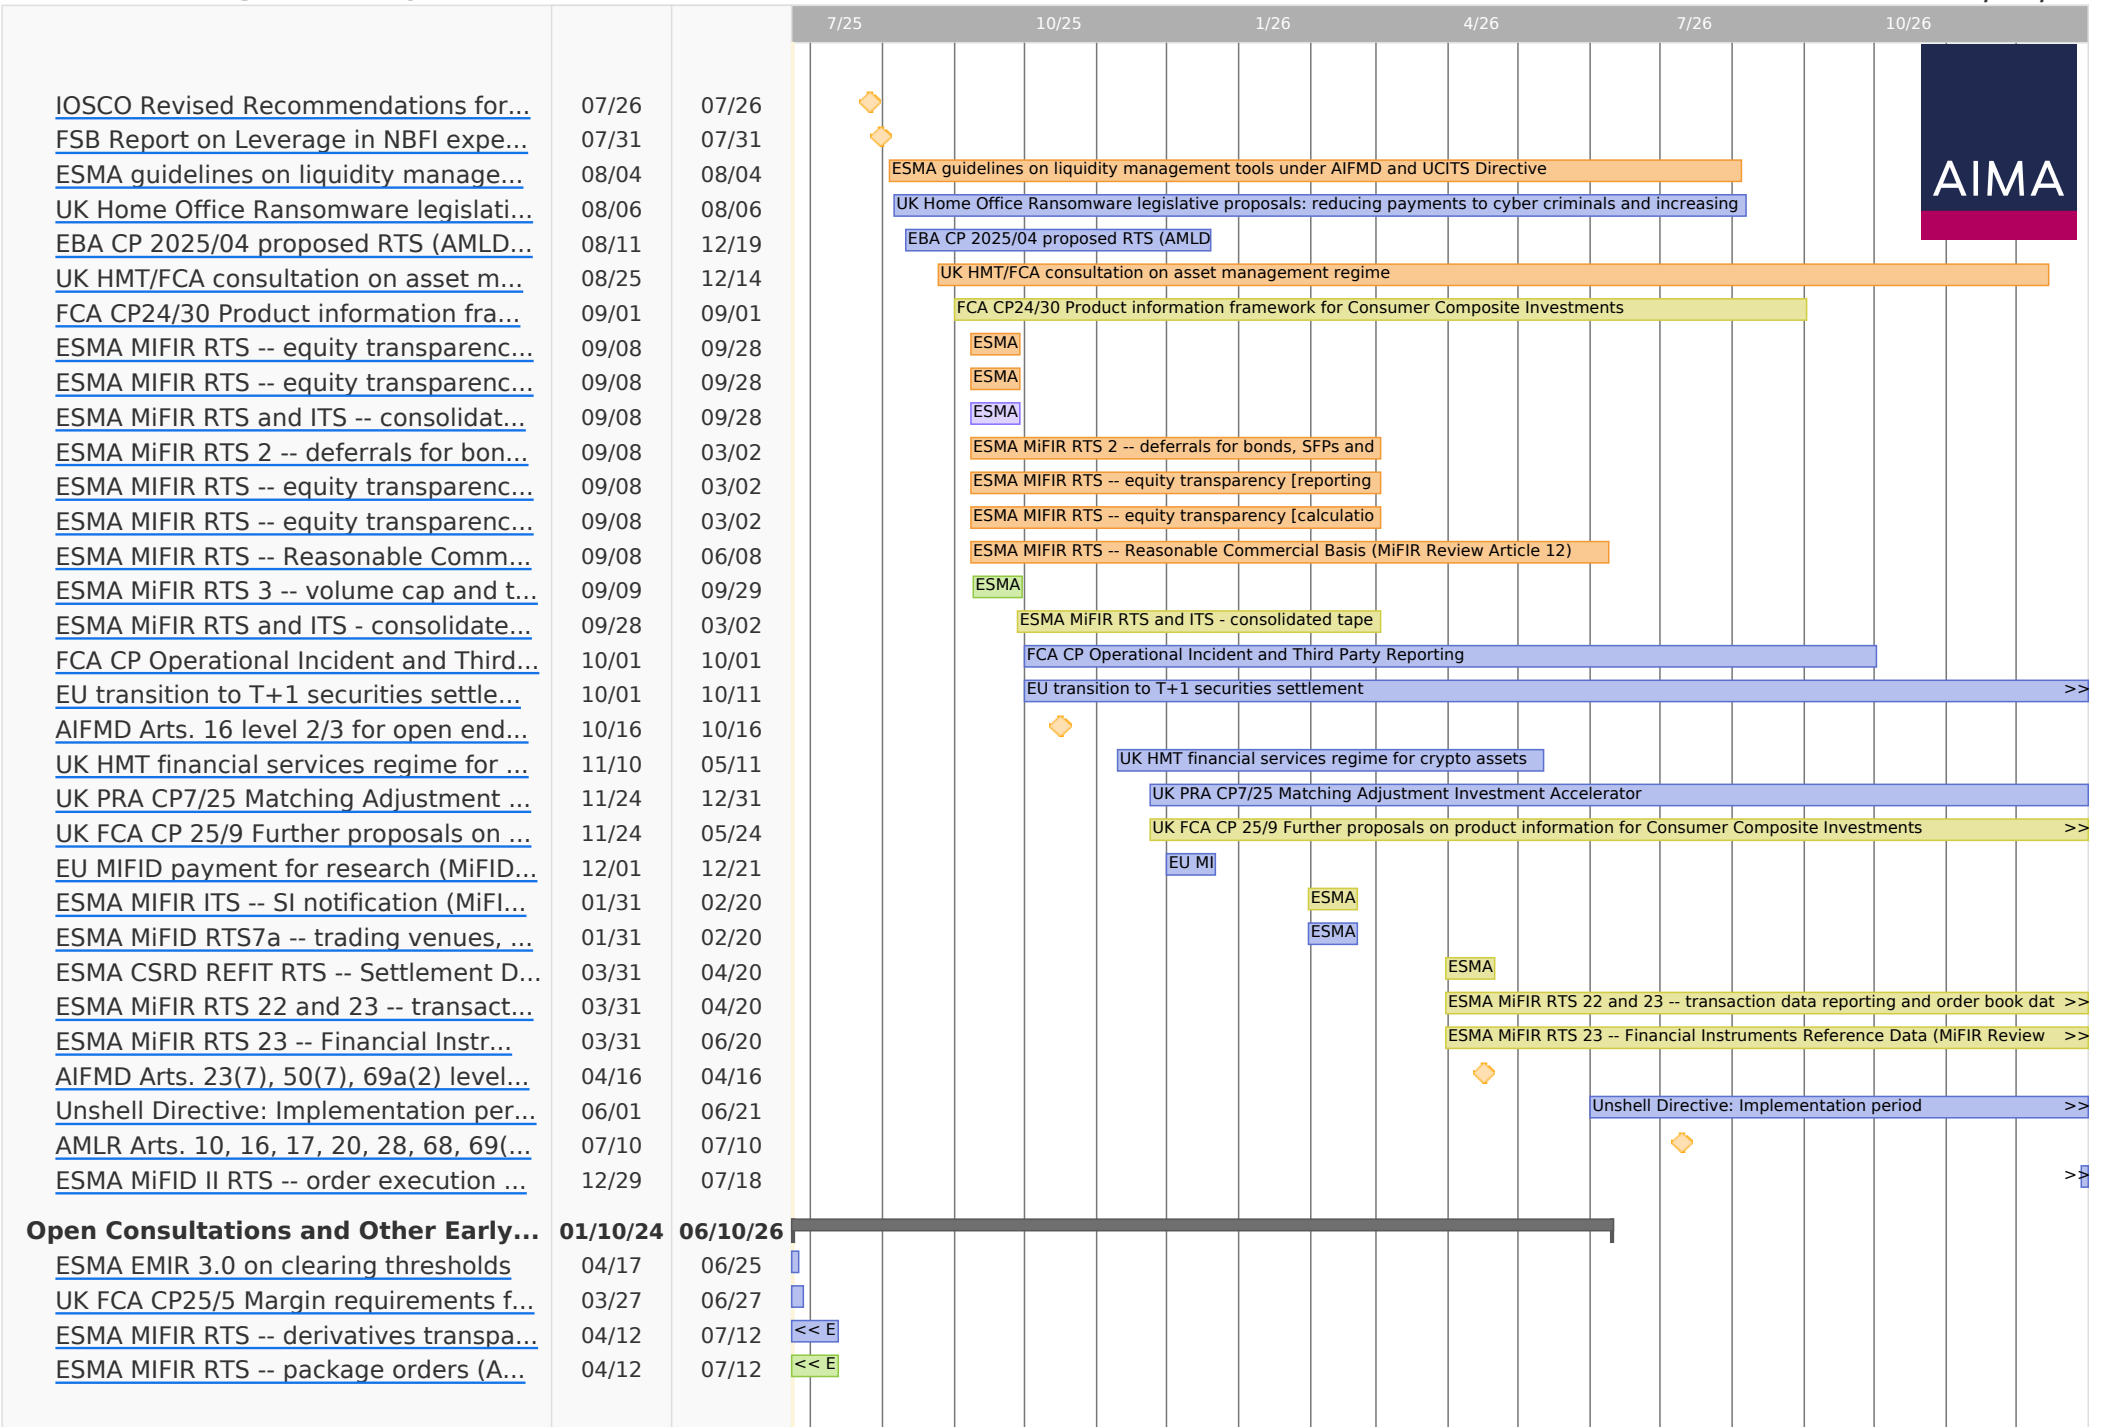 7/25 10/25 1/26 4/26 7/26 10/26
AIMA
IOSCO Revised Recommendations for... 07/26 07/26
FSB Report on Leverage in NBFI expe... 07/31 07/31
ESMA guidelines on liquidity manage... 08/04 08/04 ESMA guidelines on liquidity management tools under AIFMD and UCITS Directive
UK Home Office Ransomware legislati... 08/06 08/06 UK Home Office Ransomware legislative proposals: reducing payments to cyber criminals and increasing
EBA CP 2025/04 proposed RTS (AMLD... 08/11 12/19 EBA CP 2025/04 proposed RTS (AMLD
UK HMT/FCA consultation on asset m... 08/25 12/14 UK HMT/FCA consultation on asset management regime
FCA CP24/30 Product information fra... 09/01 09/01 FCA CP24/30 Product information framework for Consumer Composite Investments
ESMA MIFIR RTS -- equity transparenc... 09/08 09/28 ESMA
ESMA MIFIR RTS -- equity transparenc... 09/08 09/28 ESMA
ESMA MiFIR RTS and ITS -- consolidat... 09/08 09/28 ESMA
ESMA MiFIR RTS 2 -- deferrals for bon... 09/08 03/02 ESMA MiFIR RTS 2 -- deferrals for bonds, SFPs and
ESMA MIFIR RTS -- equity transparenc... 09/08 03/02 ESMA MIFIR RTS -- equity transparency [reporting
ESMA MIFIR RTS -- equity transparenc... 09/08 03/02 ESMA MIFIR RTS -- equity transparency [calculatio
ESMA MIFIR RTS -- Reasonable Comm... 09/08 06/08 ESMA MIFIR RTS -- Reasonable Commercial Basis (MiFIR Review Article 12)
ESMA MiFIR RTS 3 -- volume cap and t... 09/09 09/29 ESMA
ESMA MiFIR RTS and ITS - consolidate... 09/28 03/02 ESMA MiFIR RTS and ITS - consolidated tape
FCA CP Operational Incident and Third... 10/01 10/01 FCA CP Operational Incident and Third Party Reporting
EU transition to T+1 securities settle... 10/01 10/11 EU transition to T+1 securities settlement >>
AIFMD Arts. 16 level 2/3 for open end... 10/16 10/16
UK HMT financial services regime for ... 11/10 05/11 UK HMT financial services regime for crypto assets
UK PRA CP7/25 Matching Adjustment ... 11/24 12/31 UK PRA CP7/25 Matching Adjustment Investment Accelerator
UK FCA CP 25/9 Further proposals on ... 11/24 05/24 UK FCA CP 25/9 Further proposals on product information for Consumer Composite Investments >>
EU MIFID payment for research (MiFID... 12/01 12/21 EU MI
ESMA MIFIR ITS -- SI notification (MiFI... 01/31 02/20 ESMA
ESMA MiFID RTS7a -- trading venues, ... 01/31 02/20 ESMA
ESMA CSRD REFIT RTS -- Settlement D... 03/31 04/20 ESMA
ESMA MiFIR RTS 22 and 23 -- transact... 03/31 04/20 ESMA MiFIR RTS 22 and 23 -- transaction data reporting and order book dat >>
ESMA MiFIR RTS 23 -- Financial Instr... 03/31 06/20 ESMA MiFIR RTS 23 -- Financial Instruments Reference Data (MiFIR Review >>
AIFMD Arts. 23(7), 50(7), 69a(2) level... 04/16 04/16
Unshell Directive: Implementation per... 06/01 06/21 Unshell Directive: Implementation period >>
AMLR Arts. 10, 16, 17, 20, 28, 68, 69(... 07/10 07/10
ESMA MiFID II RTS -- order execution ... 12/29 07/18 >>
Open Consultations and Other Early... 01/10/24 06/10/26
ESMA EMIR 3.0 on clearing thresholds 04/17 06/25
UK FCA CP25/5 Margin requirements f... 03/27 06/27
ESMA MIFIR RTS -- derivatives transpa... 04/12 07/12 << E
ESMA MIFIR RTS -- package orders (A... 04/12 07/12 << E